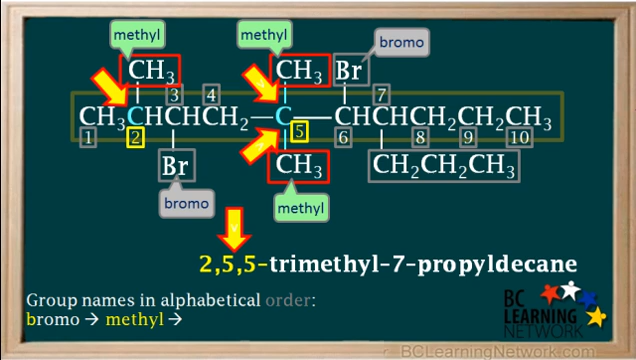 methyl methyl bromo
CH₃ CH₃ Br
3 4 7
CH₃CHCHCH₂—C—CHCHCH₂CH₂CH₃
1 2 5 6 8 9 10
Br CH₃ CH₂CH₂CH₃
bromo methyl
2,5,5-trimethyl-7-propyldecane
Group names in alphabetical order:
bromo → methyl →
BC
LEARNING
NETWORK
BCLearningNetwork.com